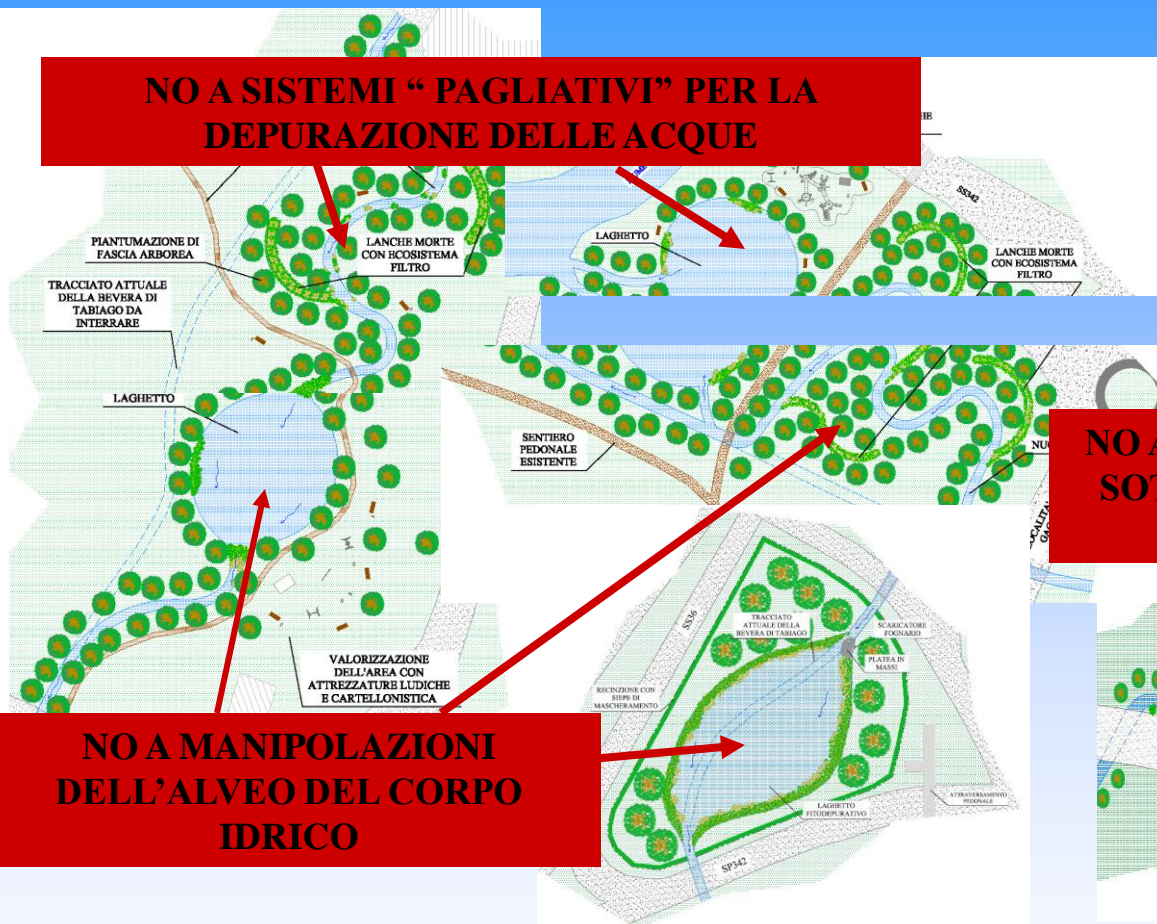 NO A SISTEMI “ PAGLIATIVI” PER LA
DEPURAZIONE DELLE ACQUE
HE
SS342
PIANTUMAZIONE DI
FASCIA ARBOREA
LANCHE MORTE
CON ECOSISTEMA
FILTRO
LAGHETTO
LANCHE MORTE
CON ECOSISTEMA
FILTRO
TRACCIATO ATTUALE
DELLA BEVERA DI
TABIAGO DA
INTERRARE
LAGHETTO
SENTIERO
PEDONALE
ESISTENTE
NO A
SOT
VALORIZZAZIONE
DELL'AREA CON
ATTREZZATURE LUDICHE
E CARTELLONISTICA
SS36
TRACCIATO
ATTUALE DELLA
BEVERA DI TABIAGO
SCARICATORE
FOGNARIO
PLATEA IN
MASSI
RECINZIONE CON
SIEPE DI
MASCHERAMENTO
NO A MANIPOLAZIONI
DELL’ALVEO DEL CORPO
IDRICO
ATTRAVERSAMENTO
PEDONALE
LAGHETTO
FITODEPURATIVO
SP342